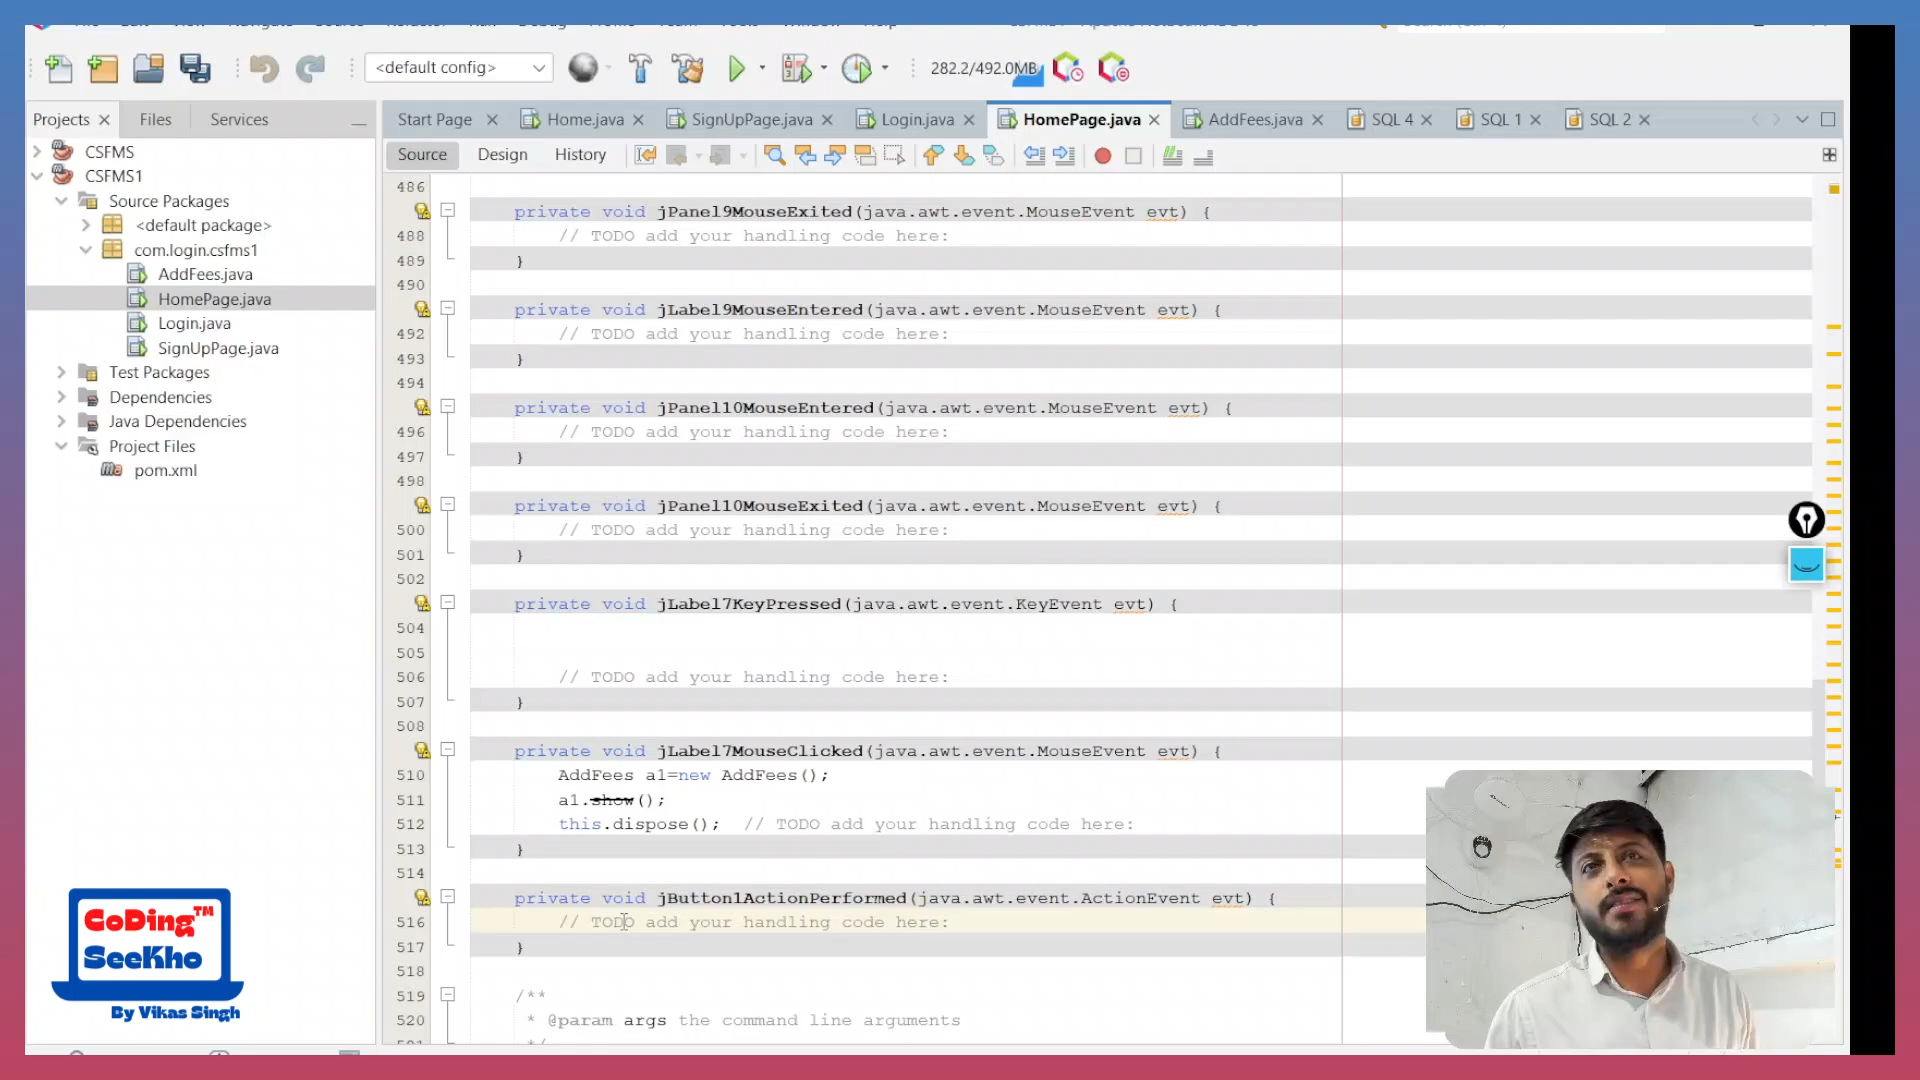 <default config>
282.2/492.0MB
Projects
Files
Services
Start Page
Home.java
SignUpPage.java
Login.java
HomePage.java
AddFees.java
SQL 4
SQL 1
SQL 2
Source
Design
History
CSFMS
CSFMS1
Source Packages
<default package>
com.login.csfms1
AddFees.java
HomePage.java
Login.java
SignUpPage.java
Test Packages
Dependencies
Java Dependencies
Project Files
pom.xml
486
private void jPanel9MouseExited(java.awt.event.MouseEvent evt) {
488 // TODO add your handling code here:
489 }
490
private void jLabel9MouseEntered(java.awt.event.MouseEvent evt) {
492 // TODO add your handling code here:
493 }
494
private void jPanel10MouseEntered(java.awt.event.MouseEvent evt) {
496 // TODO add your handling code here:
497 }
498
private void jPanel10MouseExited(java.awt.event.MouseEvent evt) {
500 // TODO add your handling code here:
501 }
502
private void jLabel7KeyPressed(java.awt.event.KeyEvent evt) {
504
505
506 // TODO add your handling code here:
507 }
508
private void jLabel7MouseClicked(java.awt.event.MouseEvent evt) {
510 AddFees a1=new AddFees();
511 a1.show();
512 this.dispose(); // TODO add your handling code here:
513 }
514
private void jButton1ActionPerformed(java.awt.event.ActionEvent evt) {
516 // TODO add your handling code here:
517 }
518
519 /**
520 * @param args the command line arguments
*/
CoDing™
SeeKho
By Vikas Singh